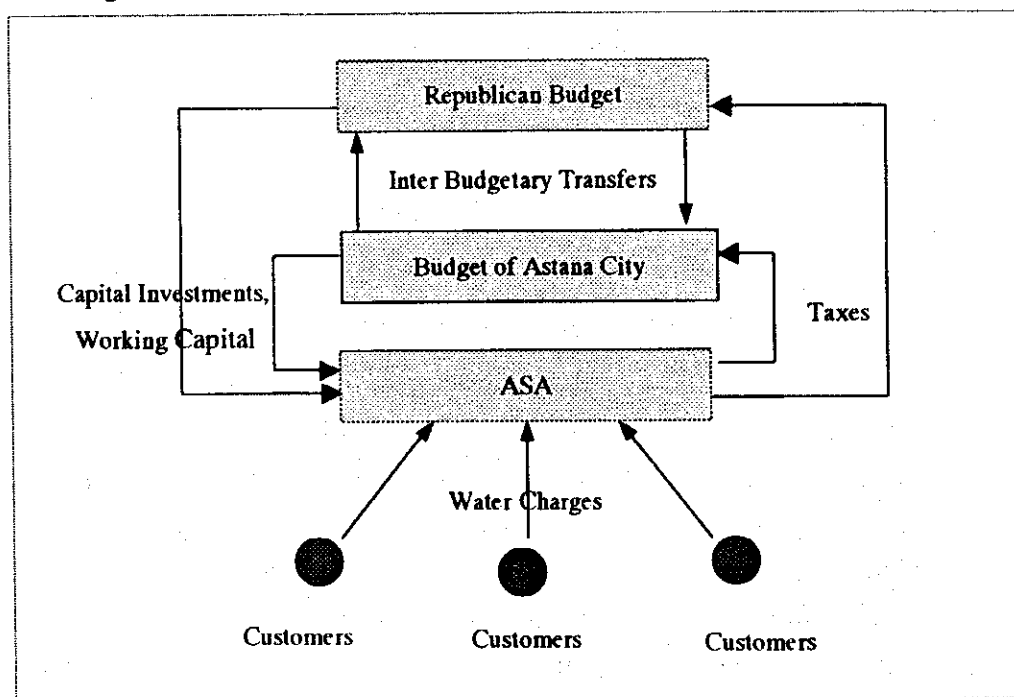 Republican Budget
Inter Budgetary Transfers
Budget of Astana City
Capital Investments,
Working Capital
Taxes
ASA
Water Charges
Customers
Customers
Customers